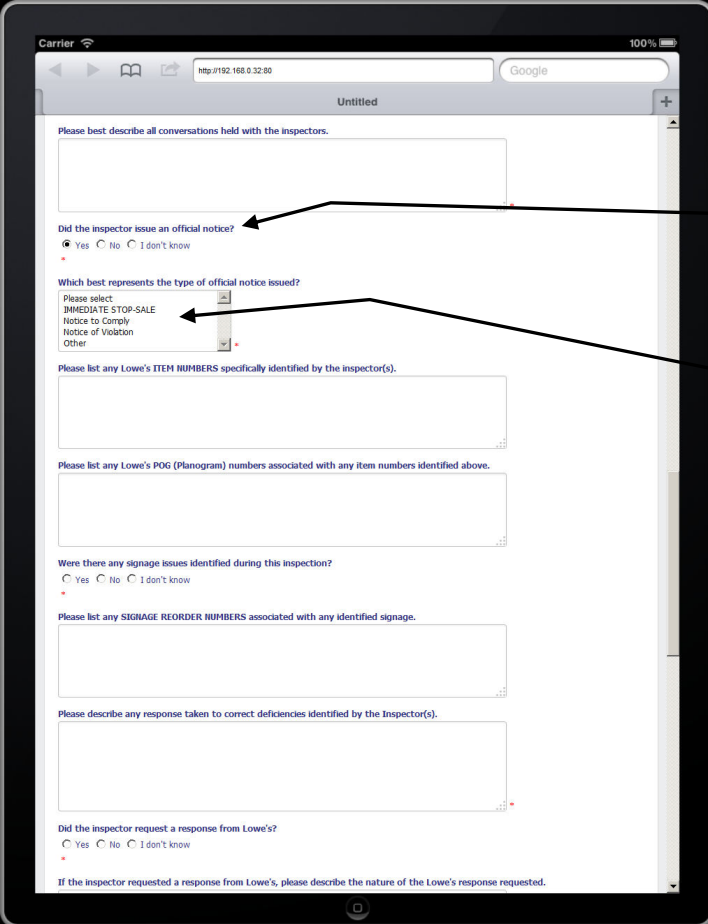 Carrier 100%
http://192.168.0.32:80 Google
Untitled +
Please best describe all conversations held with the inspectors.
*
Did the inspector issue an official notice?
Yes No I don't know
*
Which best represents the type of official notice issued?
Please select
IMMEDIATE STOP-SALE
Notice to Comply
Notice of Violation
Other
*
Please list any Lowe's ITEM NUMBERS specifically identified by the inspector(s).
Please list any Lowe's POG (Planogram) numbers associated with any item numbers identified above.
Were there any signage issues identified during this inspection?
Yes No I don't know
*
Please list any SIGNAGE REORDER NUMBERS associated with any identified signage.
Please describe any response taken to correct deficiencies identified by the Inspector(s).
*
Did the inspector request a response from Lowe's?
Yes No I don't know
*
If the inspector requested a response from Lowe's, please describe the nature of the Lowe's response requested.